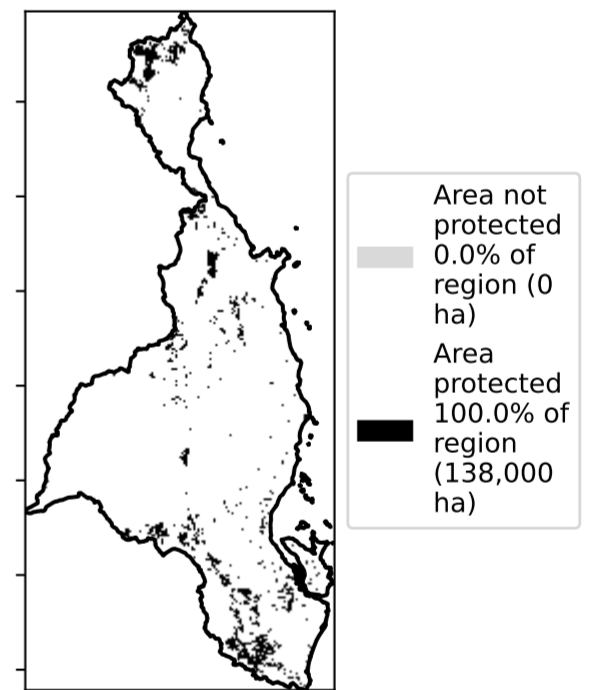 Area not
protected
0.0% of
region (0
ha)
Area
protected
100.0% of
region
(138,000
ha)